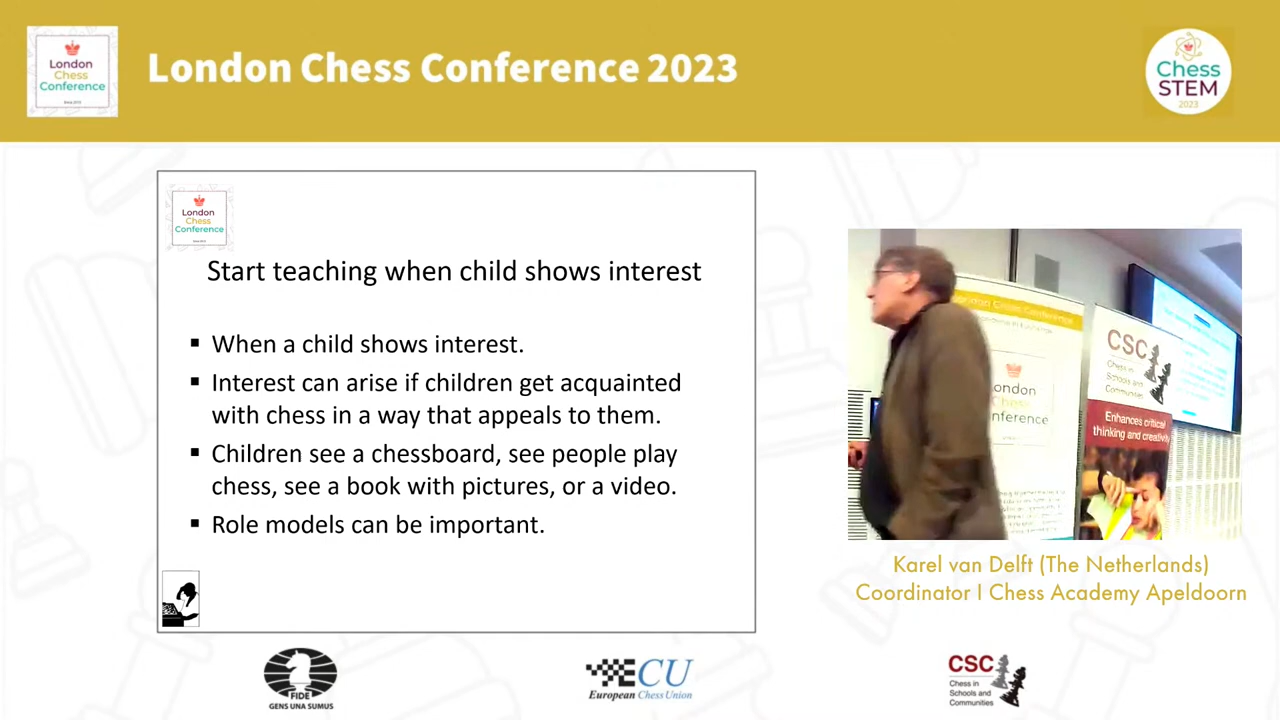 London
Chess
Conference
London Chess Conference 2023
Chess
STEM
2023
London
Chess
Conference
Start teaching when child shows interest
▪ When a child shows interest.
▪ Interest can arise if children get acquainted
with chess in a way that appeals to them.
▪ Children see a chessboard, see people play
chess, see a book with pictures, or a video.
▪ Role models can be important.
London Chess Conference
London
Chess
Conference
CSC
Chess in
Schools and
Communities
Enhances critical
thinking and creativity
Karel van Delft (The Netherlands)
Coordinator I Chess Academy Apeldoorn
FIDE
GENS UNA SUMUS
ECU
European Chess Union
CSC
Chess in
Schools and
Communities